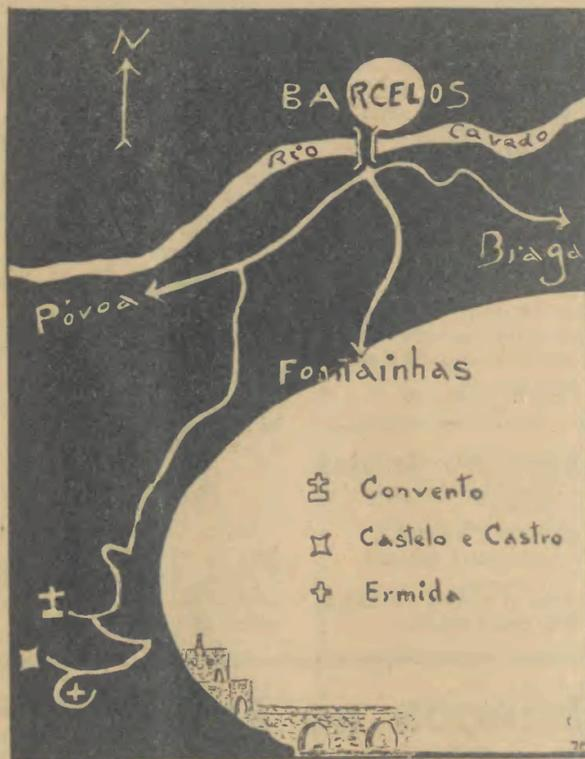 N
BARCELOS
Rio Cavado
Braga
Póvoa
Fontainhas
Convento
Castelo e Castro
Ermida